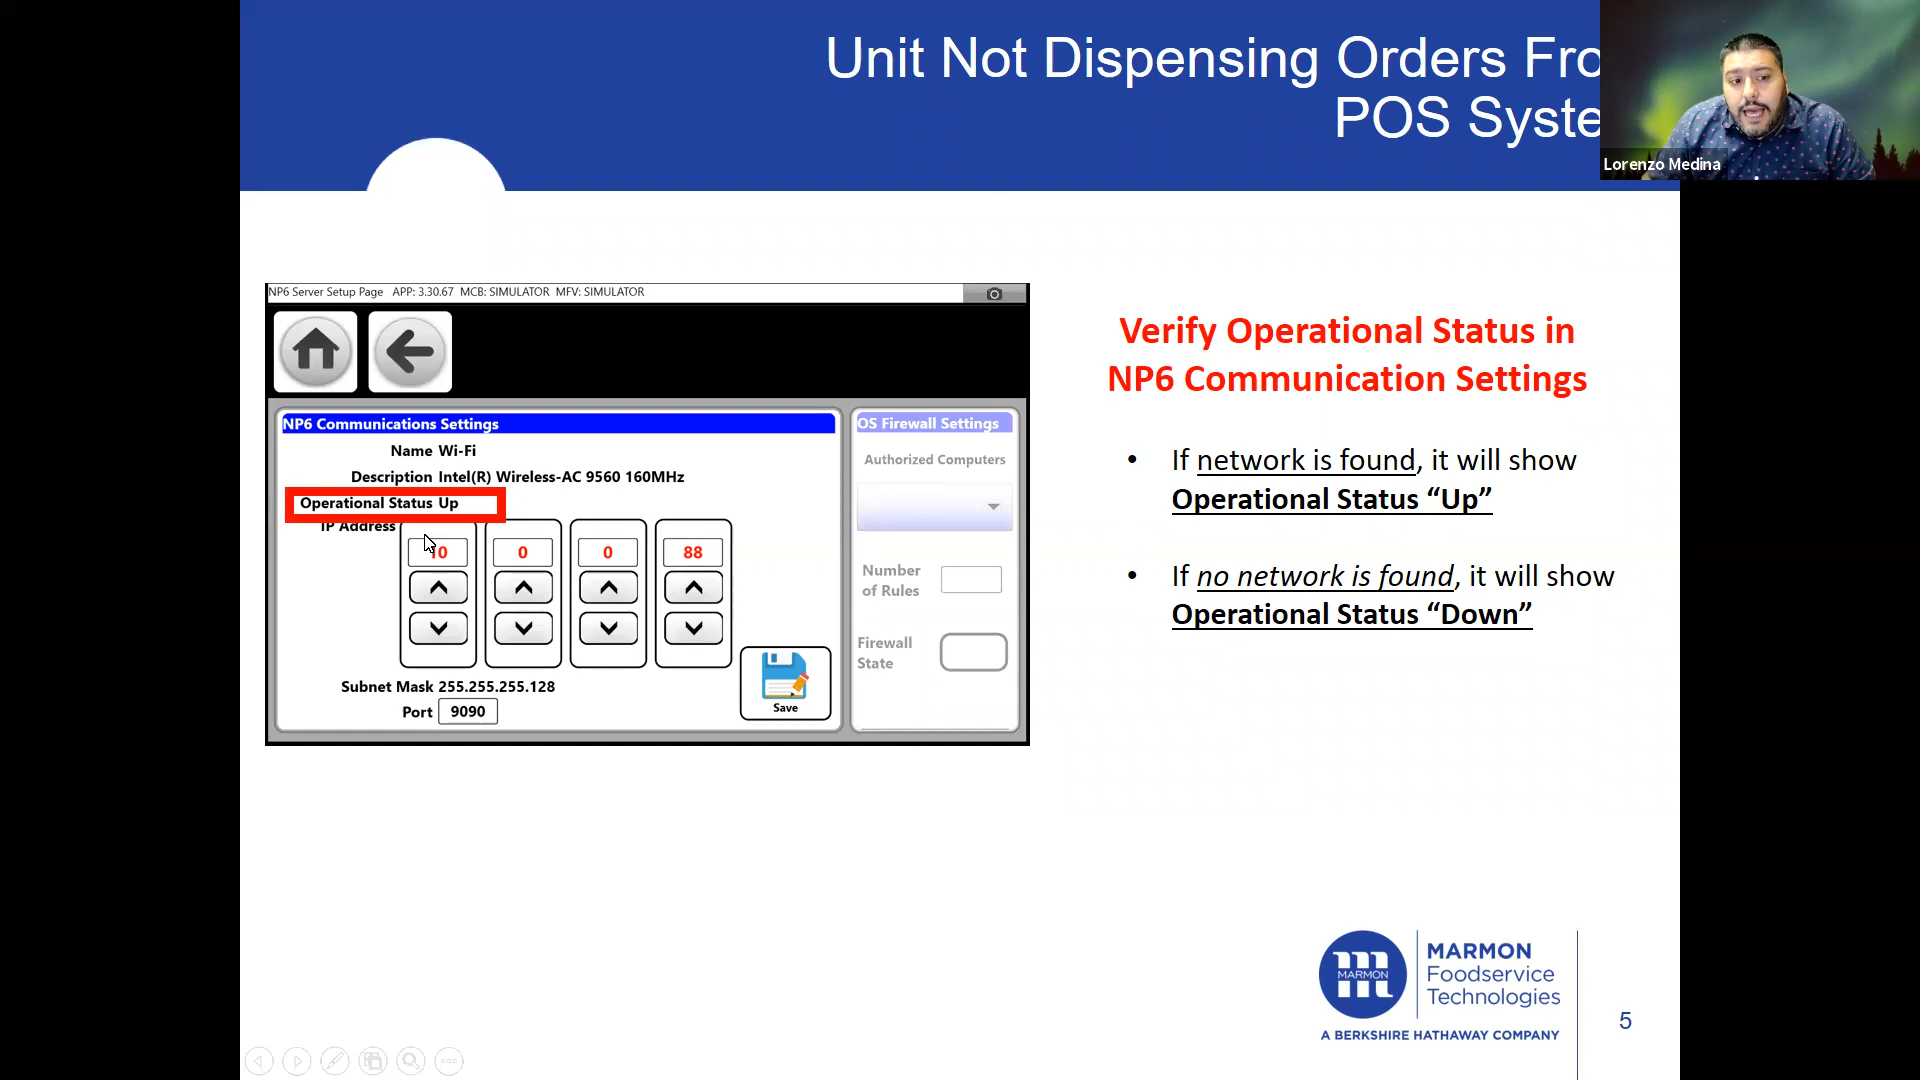 Unit Not Dispensing Orders Fro
POS Syste
Lorenzo Medina
NP6 Server Setup Page APP: 3.30.67 MCB: SIMULATOR MFV: SIMULATOR
NP6 Communications Settings
Name Wi-Fi
Description Intel(R) Wireless-AC 9560 160MHz
Operational Status Up
IP Address
10 0 0 88
Subnet Mask 255.255.255.128
Port 9090
Save
OS Firewall Settings
Authorized Computers
Number
of Rules
Firewall
State
Verify Operational Status in
NP6 Communication Settings
• If network is found, it will show
Operational Status “Up”
• If no network is found, it will show
Operational Status “Down”
MARMON
MARMON
Foodservice
Technologies
A BERKSHIRE HATHAWAY COMPANY
5